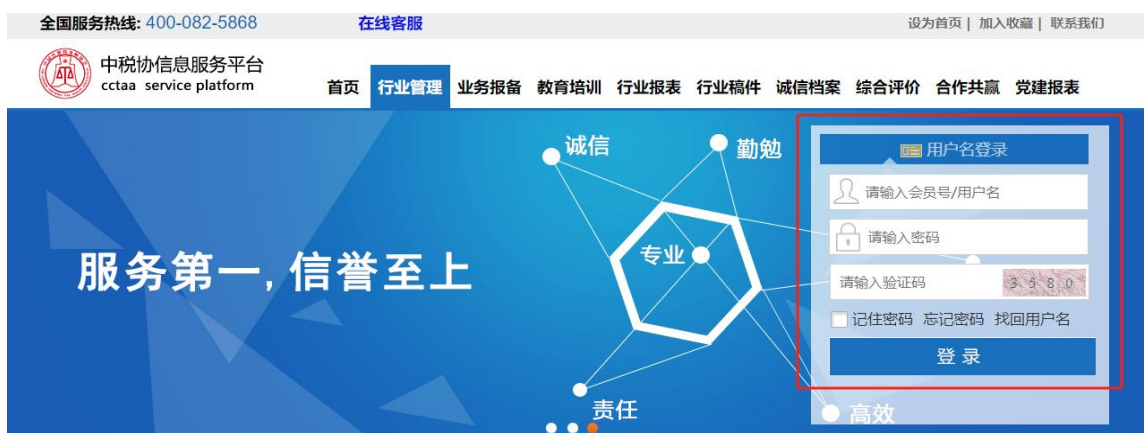 全国服务热线: 400-082-5868 在线客服 设为首页 | 加入收藏 | 联系我们
中税协信息服务平台
cctaa service platform
首页 行业管理 业务报备 教育培训 行业报表 行业稿件 诚信档案 综合评价 合作共赢 党建报表
诚信 勤勉
用户名登录
请输入会员号/用户名
请输入密码
专业
服务第一,信誉至上
请输入验证码 3580
记住密码 忘记密码 找回用户名
登录
责任 高效